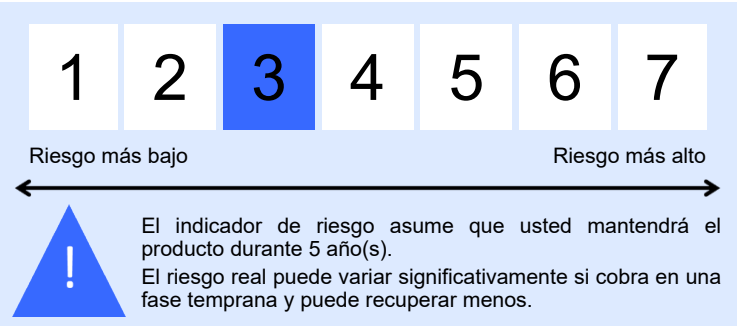 1 2 3 4 5 6 7
Riesgo más bajo Riesgo más alto
!
El indicador de riesgo asume que usted mantendrá el
producto durante 5 año(s).
El riesgo real puede variar significativamente si cobra en una
fase temprana y puede recuperar menos.